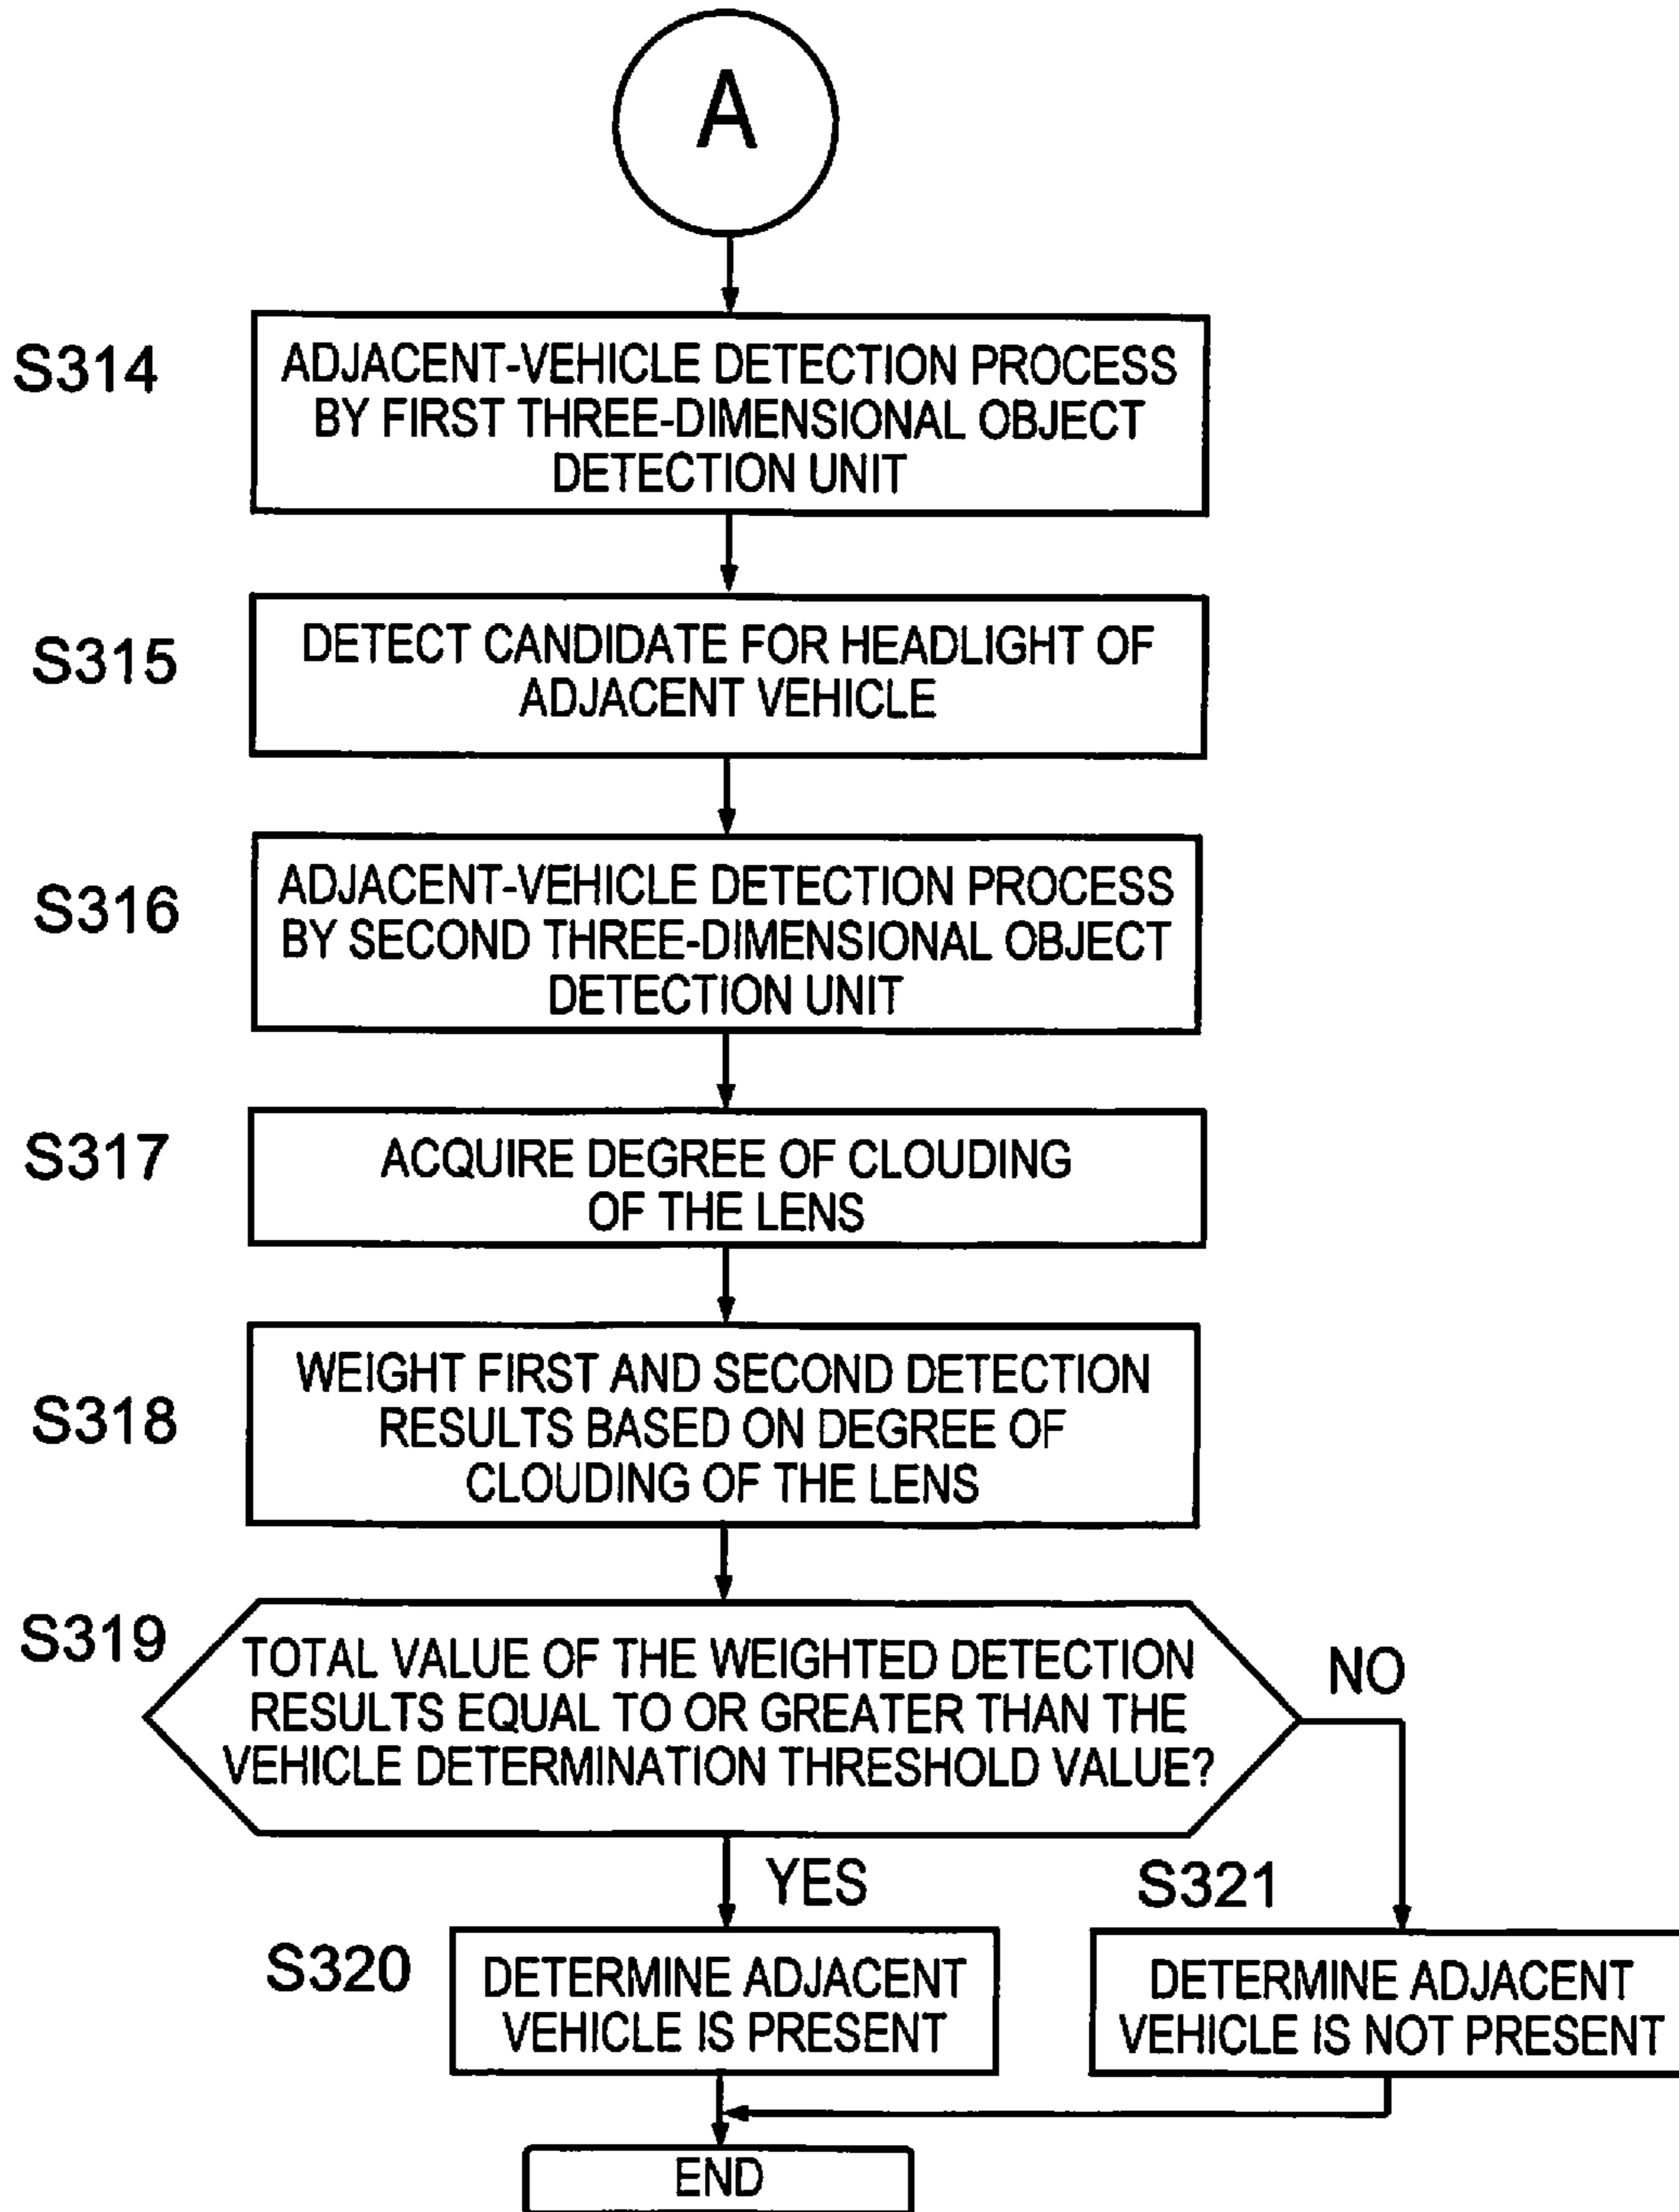 A
S314
ADJACENT-VEHICLE DETECTION PROCESS
BY FIRST THREE-DIMENSIONAL OBJECT
DETECTION UNIT
S315
DETECT CANDIDATE FOR HEADLIGHT OF
ADJACENT VEHICLE
S316
ADJACENT-VEHICLE DETECTION PROCESS
BY SECOND THREE-DIMENSIONAL OBJECT
DETECTION UNIT
S317
ACQUIRE DEGREE OF CLOUDING
OF THE LENS
S318
WEIGHT FIRST AND SECOND DETECTION
RESULTS BASED ON DEGREE OF
CLOUDING OF THE LENS
S319
TOTAL VALUE OF THE WEIGHTED DETECTION
RESULTS EQUAL TO OR GREATER THAN THE
VEHICLE DETERMINATION THRESHOLD VALUE?
NO
YES
S320
DETERMINE ADJACENT
VEHICLE IS PRESENT
S321
DETERMINE ADJACENT
VEHICLE IS NOT PRESENT
END